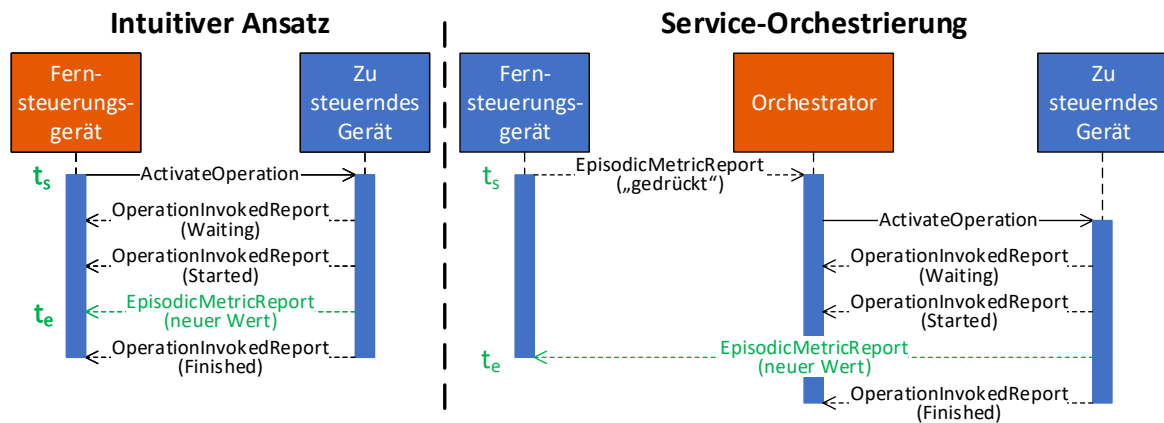 Intuitiver Ansatz
Fern-
steuerungs-
gerät
Zu
steuerndes
Gerät
ts
ActivateOperation
OperationInvokedReport
(Waiting)
OperationInvokedReport
(Started)
te
EpisodicMetricReport
(neuer Wert)
OperationInvokedReport
(Finished)
Service-Orchestrierung
Fern-
steuerungs-
gerät
Orchestrator
Zu
steuerndes
Gerät
ts
EpisodicMetricReport
(„gedrückt“)
ActivateOperation
OperationInvokedReport
(Waiting)
OperationInvokedReport
(Started)
te
EpisodicMetricReport
(neuer Wert)
OperationInvokedReport
(Finished)